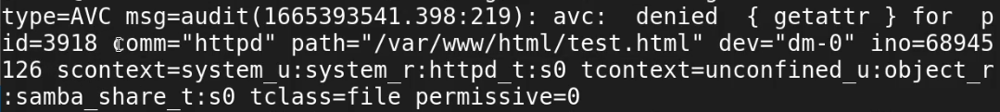 type=AVC msg=audit(1665393541.398:219): avc:  denied  { getattr } for  p
id=3918 comm="httpd" path="/var/www/html/test.html" dev="dm-0" ino=68945
126 scontext=system_u:system_r:httpd_t:s0 tcontext=unconfined_u:object_r
:samba_share_t:s0 tclass=file permissive=0